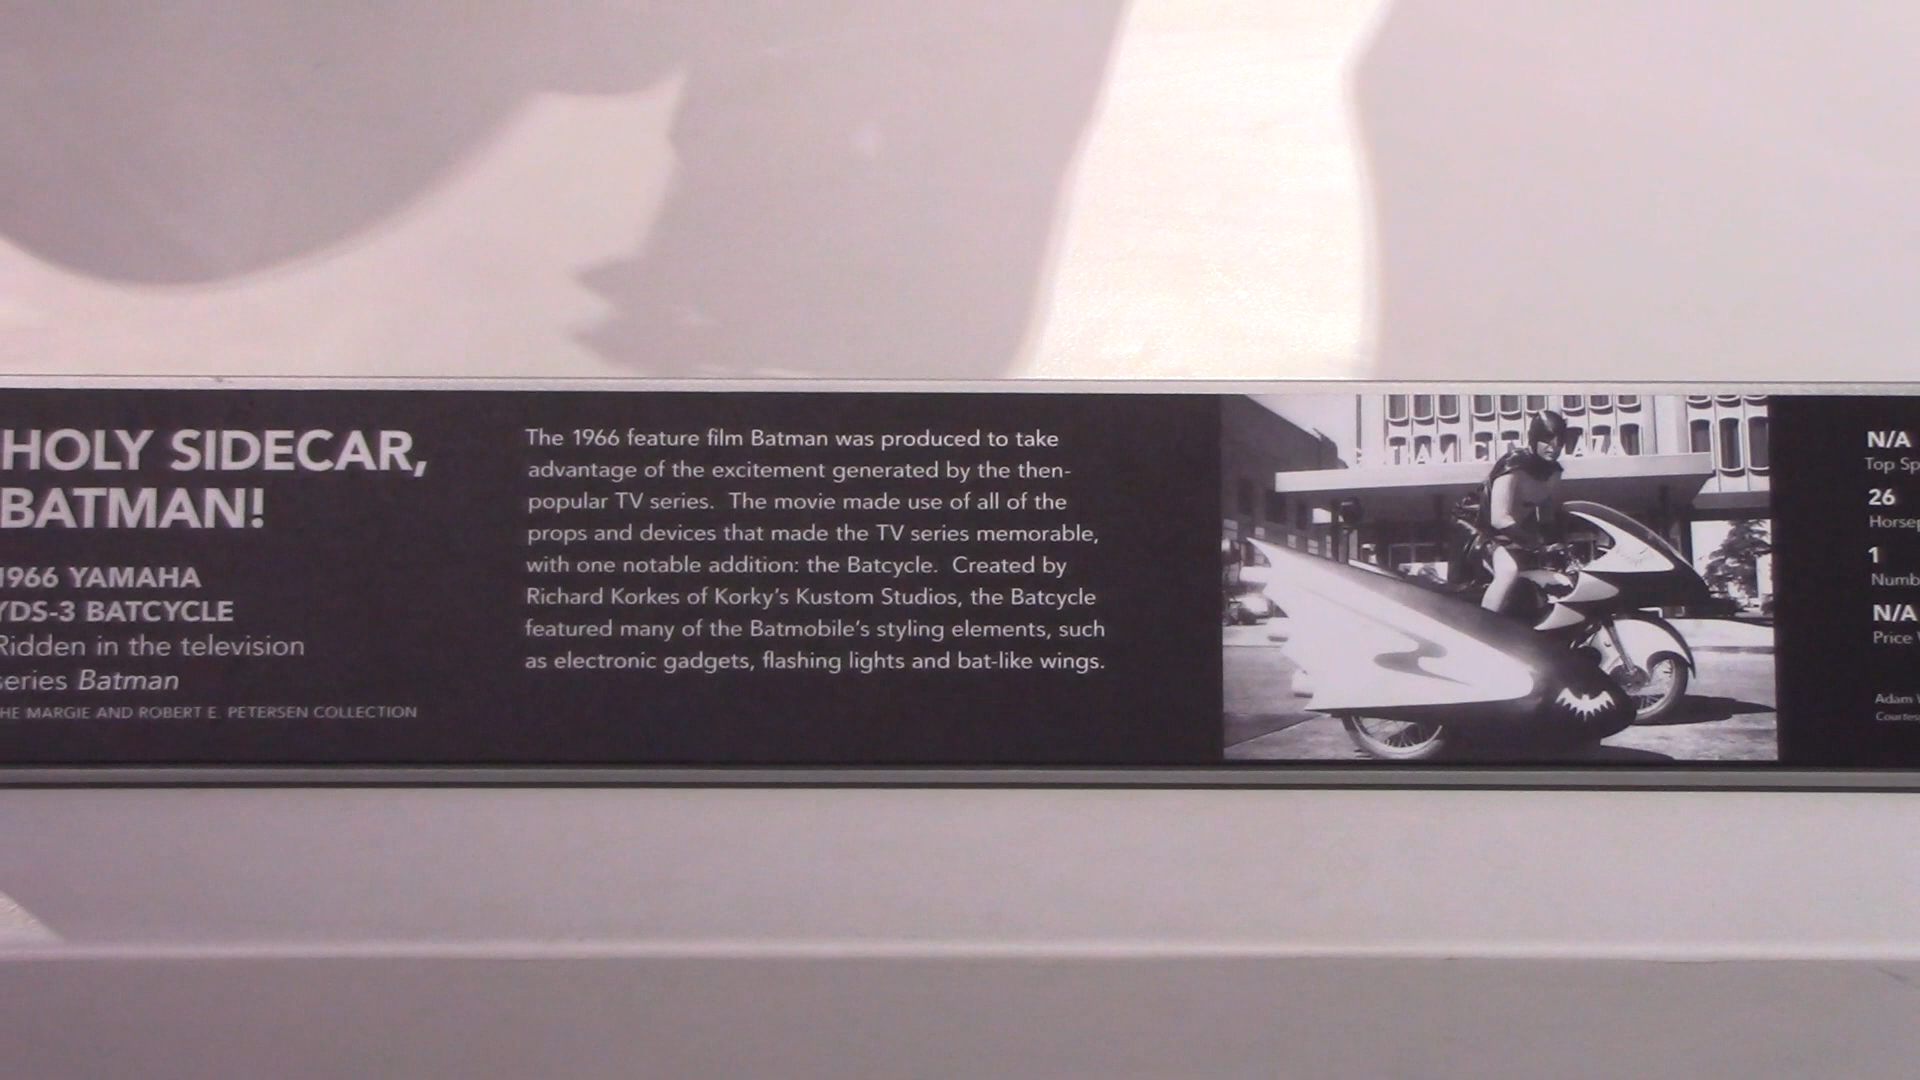 HOLY SIDECAR,
BATMAN!
1966 YAMAHA
YDS-3 BATCYCLE
Ridden in the television
series Batman
THE MARGIE AND ROBERT E. PETERSEN COLLECTION
The 1966 feature film Batman was produced to take
advantage of the excitement generated by the then-
popular TV series. The movie made use of all of the
props and devices that made the TV series memorable,
with one notable addition: the Batcycle. Created by
Richard Korkes of Korky's Kustom Studios, the Batcycle
featured many of the Batmobile's styling elements, such
as electronic gadgets, flashing lights and bat-like wings.
N/A
Top
26
1
N/A
Price
Adam